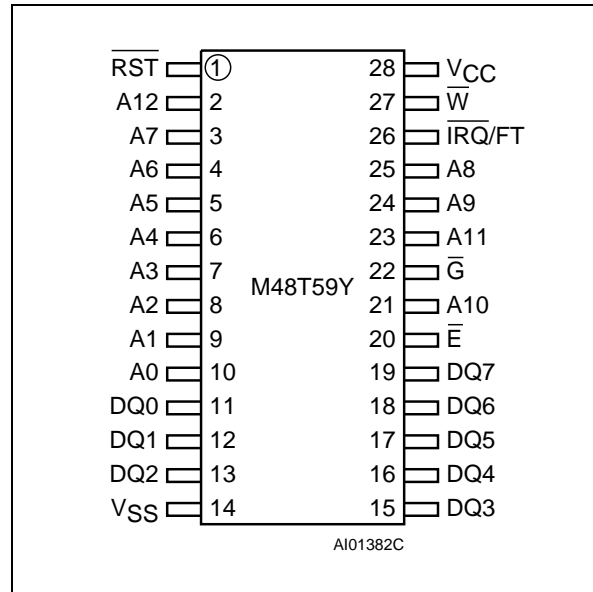 R̅S̅T̅ 1 28 VCC
A12 2 27 W̅
A7 3 26 I̅R̅Q̅/FT
A6 4 25 A8
A5 5 24 A9
A4 6 23 A11
A3 7 22 G̅
M48T59Y
A2 8 21 A10
A1 9 20 E̅
A0 10 19 DQ7
DQ0 11 18 DQ6
DQ1 12 17 DQ5
DQ2 13 16 DQ4
VSS 14 15 DQ3
AI01382C